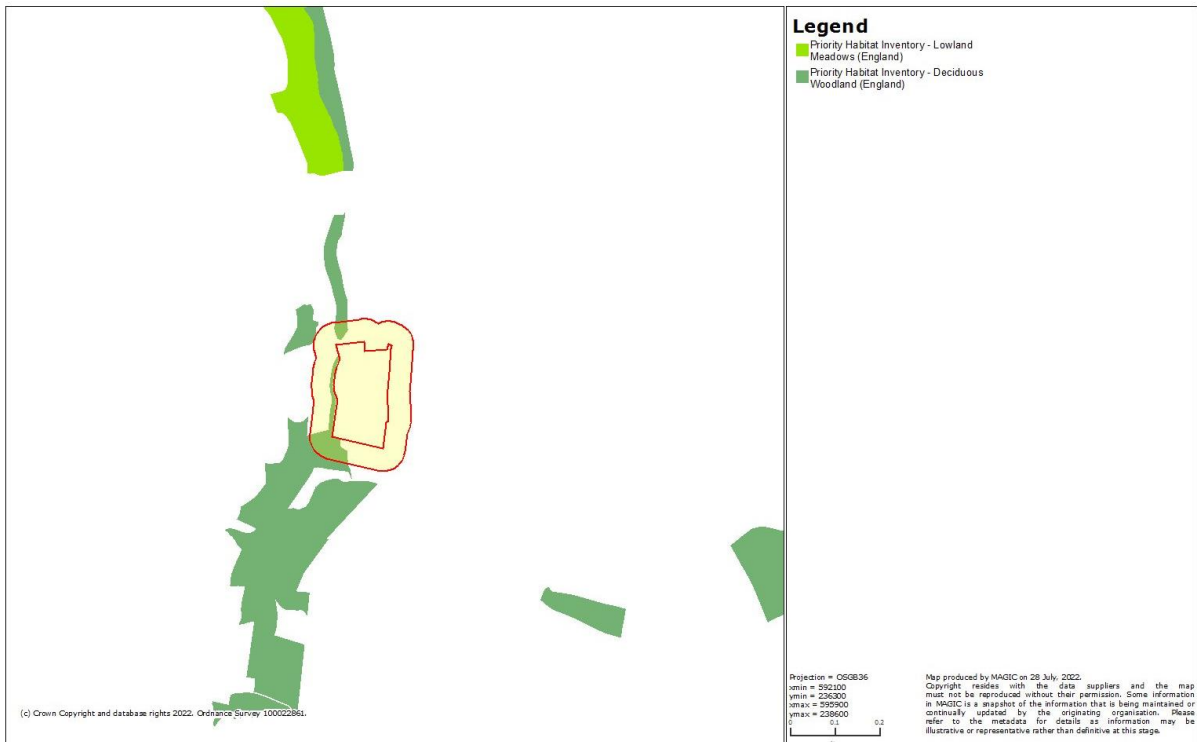 Legend
Priority Habitat Inventory - Lowland
Meadows (England)
Priority Habitat Inventory - Deciduous
Woodland (England)
Projection = OSGB36
xmin = 592100
ymin = 236300
xmax = 595900
ymax = 238600
0 0.1 0.2
Map produced by MAGIC on 28 July, 2022.
Copyright resides with the data suppliers and the map
must not be reproduced without their permission. Some information
in MAGIC is a snapshot of the information that is being maintained or
continually updated by the originating organisation. Please
refer to the metadata for details as information may be
illustrative or representative rather than definitive at this stage.
(c) Crown Copyright and database rights 2022. Ordnance Survey 100022861.